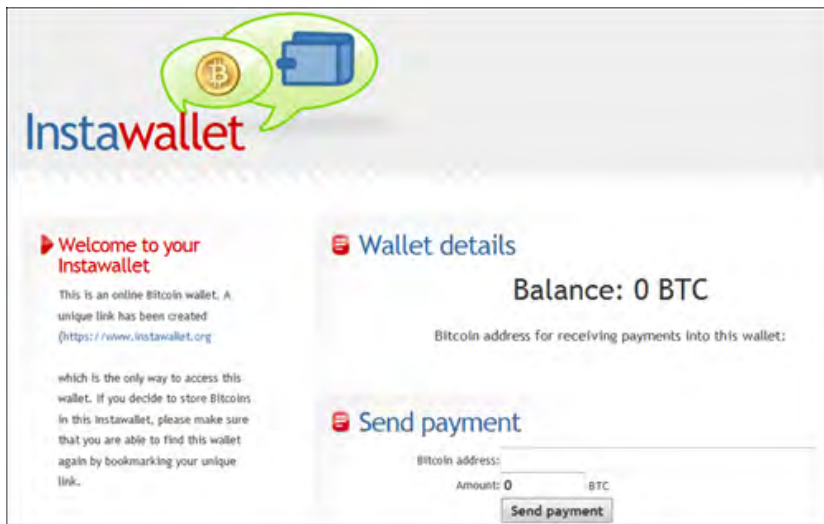 Instawallet
Welcome to your
Instawallet
This is an online Bitcoin wallet. A
unique link has been created
(https://www.instawallet.org
which is the only way to access this
wallet. If you decide to store Bitcoins
in this Instawallet, please make sure
that you are able to find this wallet
again by bookmarking your unique
link.
Wallet details
Balance: 0 BTC
Bitcoin address for receiving payments into this wallet:
Send payment
Bitcoin address:
Amount: 0 BTC
Send payment